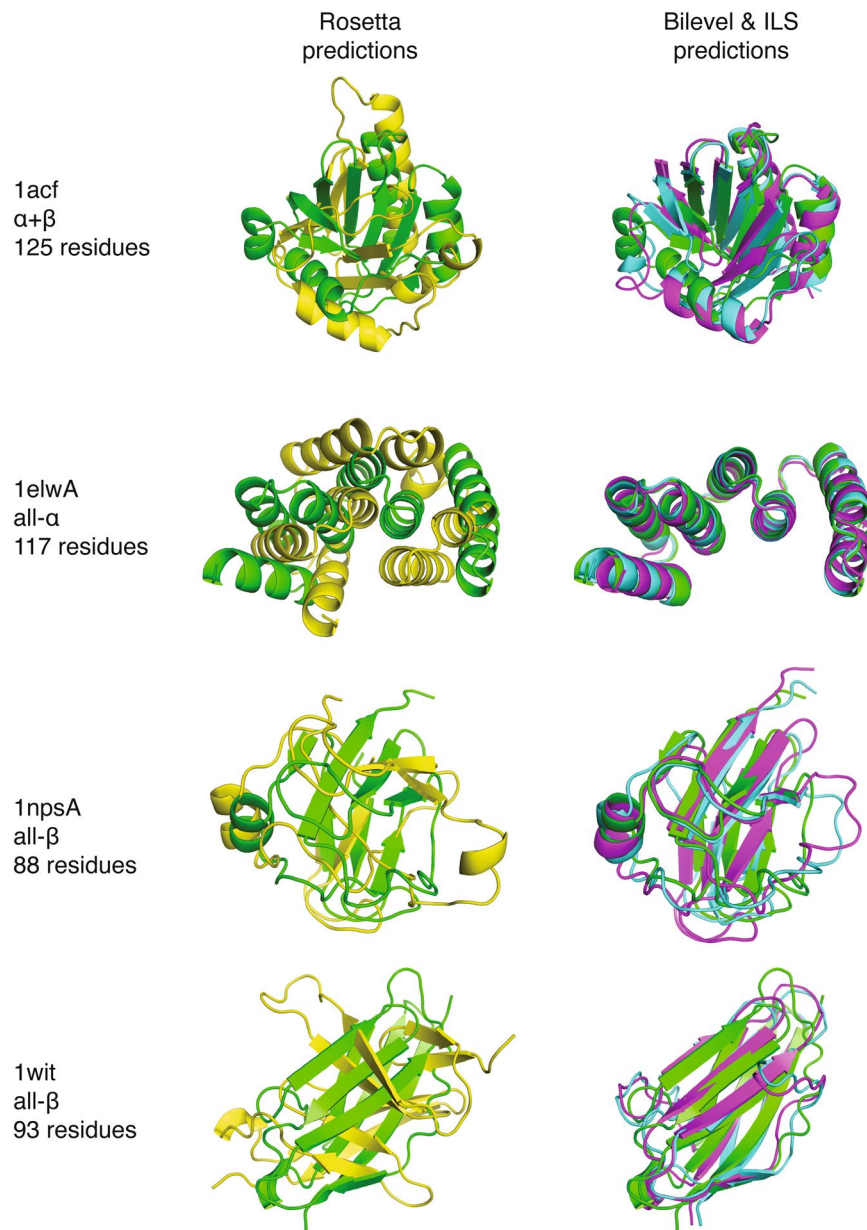 Rosetta
predictions
Bilevel & ILS
predictions
1acf
α+β
125 residues
1elwA
all-α
117 residues
1npsA
all-β
88 residues
1wit
all-β
93 residues